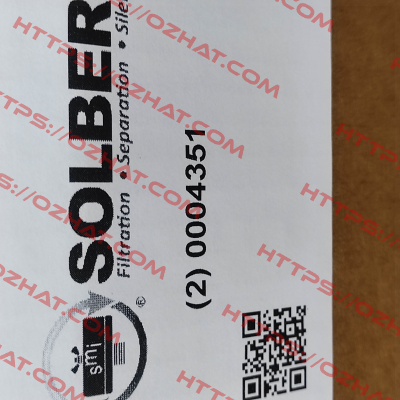 SOLBER
Filtration • Separation • Sile
smi
®
(2) 0004351
HTTPS://OZHAT.COM